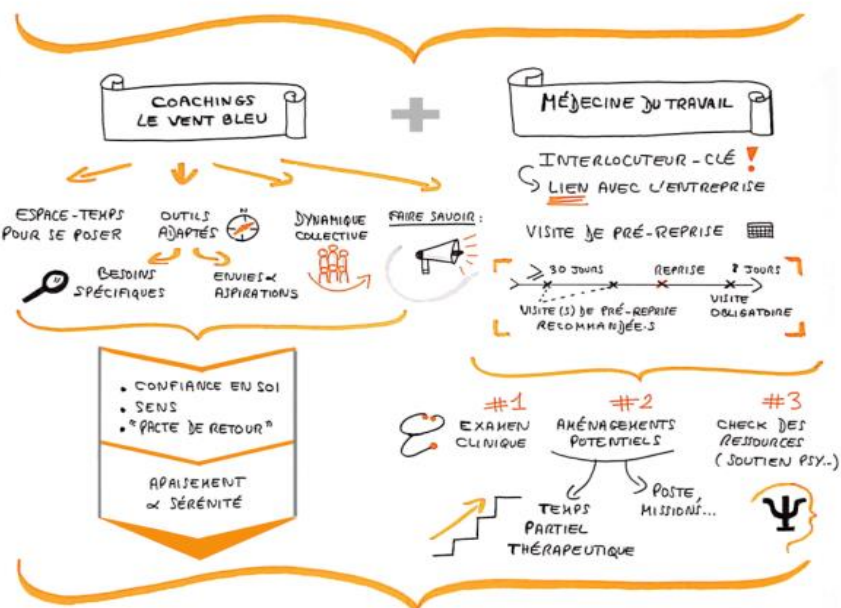 COACHINGS
LE VENT BLEU
ESPACE-TEMPS
POUR SE POSER
OUTILS
ADAPTÉS
N
DYNAMIQUE
COLLECTIVE
FAIRE SAVOIR :
BESOINS
SPÉCIFIQUES
ENVIES &
ASPIRATIONS
• CONFIANCE EN SOI
• SENS
• "PACTE DE RETOUR"
APAISEMENT
& SÉRÉNITÉ
+
MÉDECINE DU TRAVAIL
INTERLOCUTEUR-CLÉ !
LIEN AVEC L'ENTREPRISE
VISITE DE PRÉ-REPRISE
≥ 30 JOURS
REPRISE
8 JOURS
VISITE(S) DE PRÉ-REPRISE
RECOMMANDÉE.S
VISITE
OBLIGATOIRE
#1
EXAMEN
CLINIQUE
#2
AMÉNAGEMENTS
POTENTIELS
TEMPS
PARTIEL
THÉRAPEUTIQUE
POSTE,
MISSIONS...
#3
CHECK DES
RESSOURCES
(SOUTIEN PSY..)
Ψ